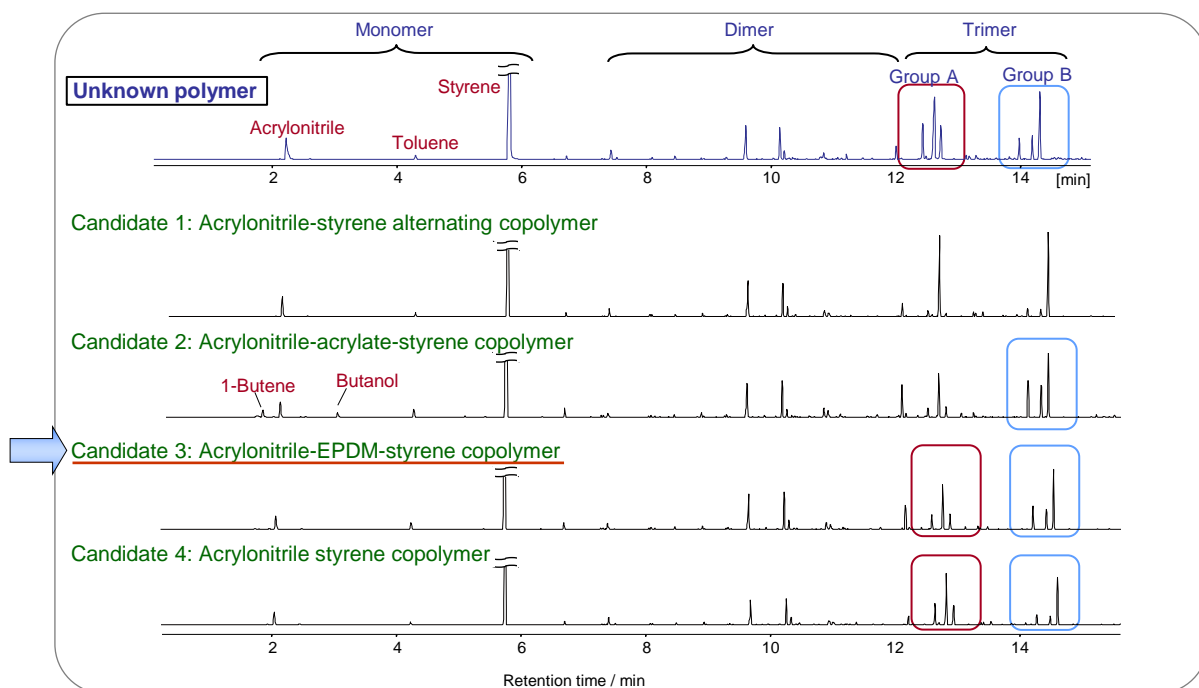 Monomer Dimer Trimer
Unknown polymer
Group A Group B
Styrene
Acrylonitrile
Toluene
2 4 6 8 10 12 14
[min]
Candidate 1: Acrylonitrile-styrene alternating copolymer
Candidate 2: Acrylonitrile-acrylate-styrene copolymer
1-Butene Butanol
Candidate 3: Acrylonitrile-EPDM-styrene copolymer
Candidate 4: Acrylonitrile styrene copolymer
2 4 6 8 10 12 14
Retention time / min